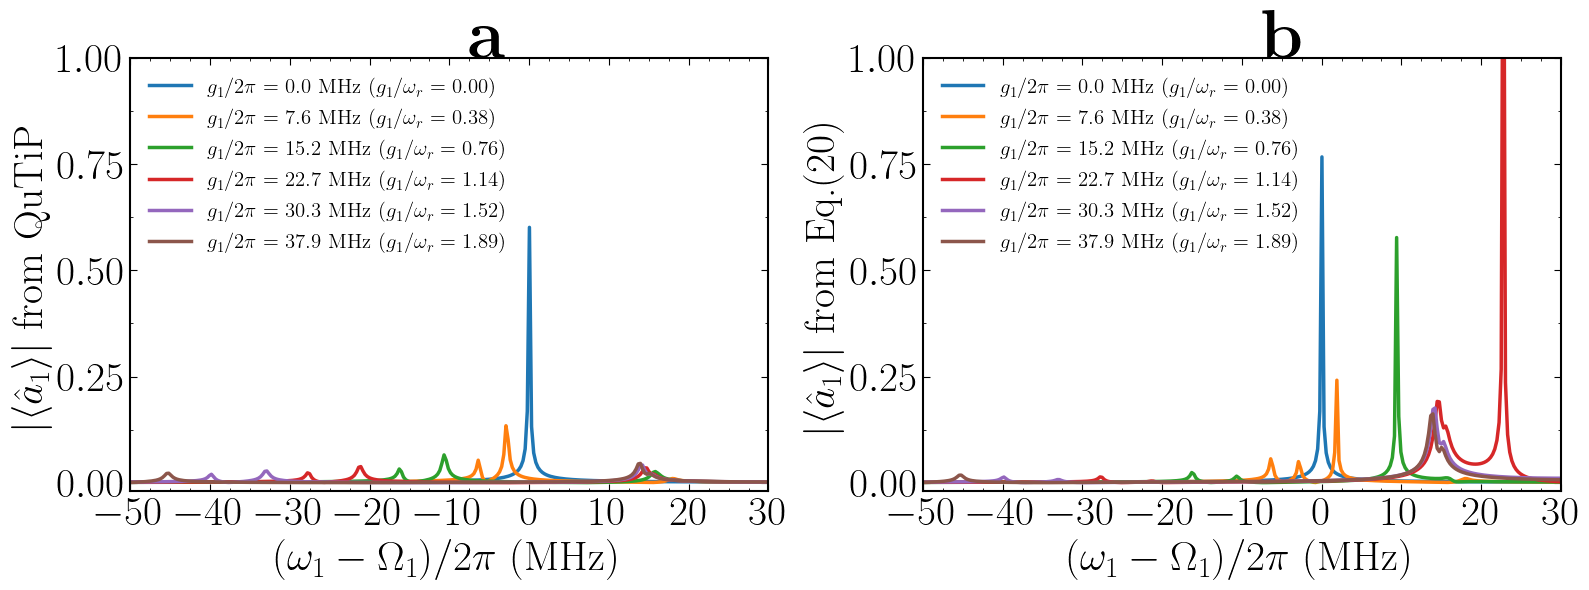 a
1.00
0.75
0.50
0.25
0.00
|⟨â₁⟩| from QuTiP
g₁/2π = 0.0 MHz (g₁/ωᵣ = 0.00)
g₁/2π = 7.6 MHz (g₁/ωᵣ = 0.38)
g₁/2π = 15.2 MHz (g₁/ωᵣ = 0.76)
g₁/2π = 22.7 MHz (g₁/ωᵣ = 1.14)
g₁/2π = 30.3 MHz (g₁/ωᵣ = 1.52)
g₁/2π = 37.9 MHz (g₁/ωᵣ = 1.89)
−50 −40 −30 −20 −10 0 10 20 30
(ω₁ − Ω₁)/2π (MHz)
b
1.00
0.75
0.50
0.25
0.00
|⟨â₁⟩| from Eq.(20)
g₁/2π = 0.0 MHz (g₁/ωᵣ = 0.00)
g₁/2π = 7.6 MHz (g₁/ωᵣ = 0.38)
g₁/2π = 15.2 MHz (g₁/ωᵣ = 0.76)
g₁/2π = 22.7 MHz (g₁/ωᵣ = 1.14)
g₁/2π = 30.3 MHz (g₁/ωᵣ = 1.52)
g₁/2π = 37.9 MHz (g₁/ωᵣ = 1.89)
−50 −40 −30 −20 −10 0 10 20 30
(ω₁ − Ω₁)/2π (MHz)